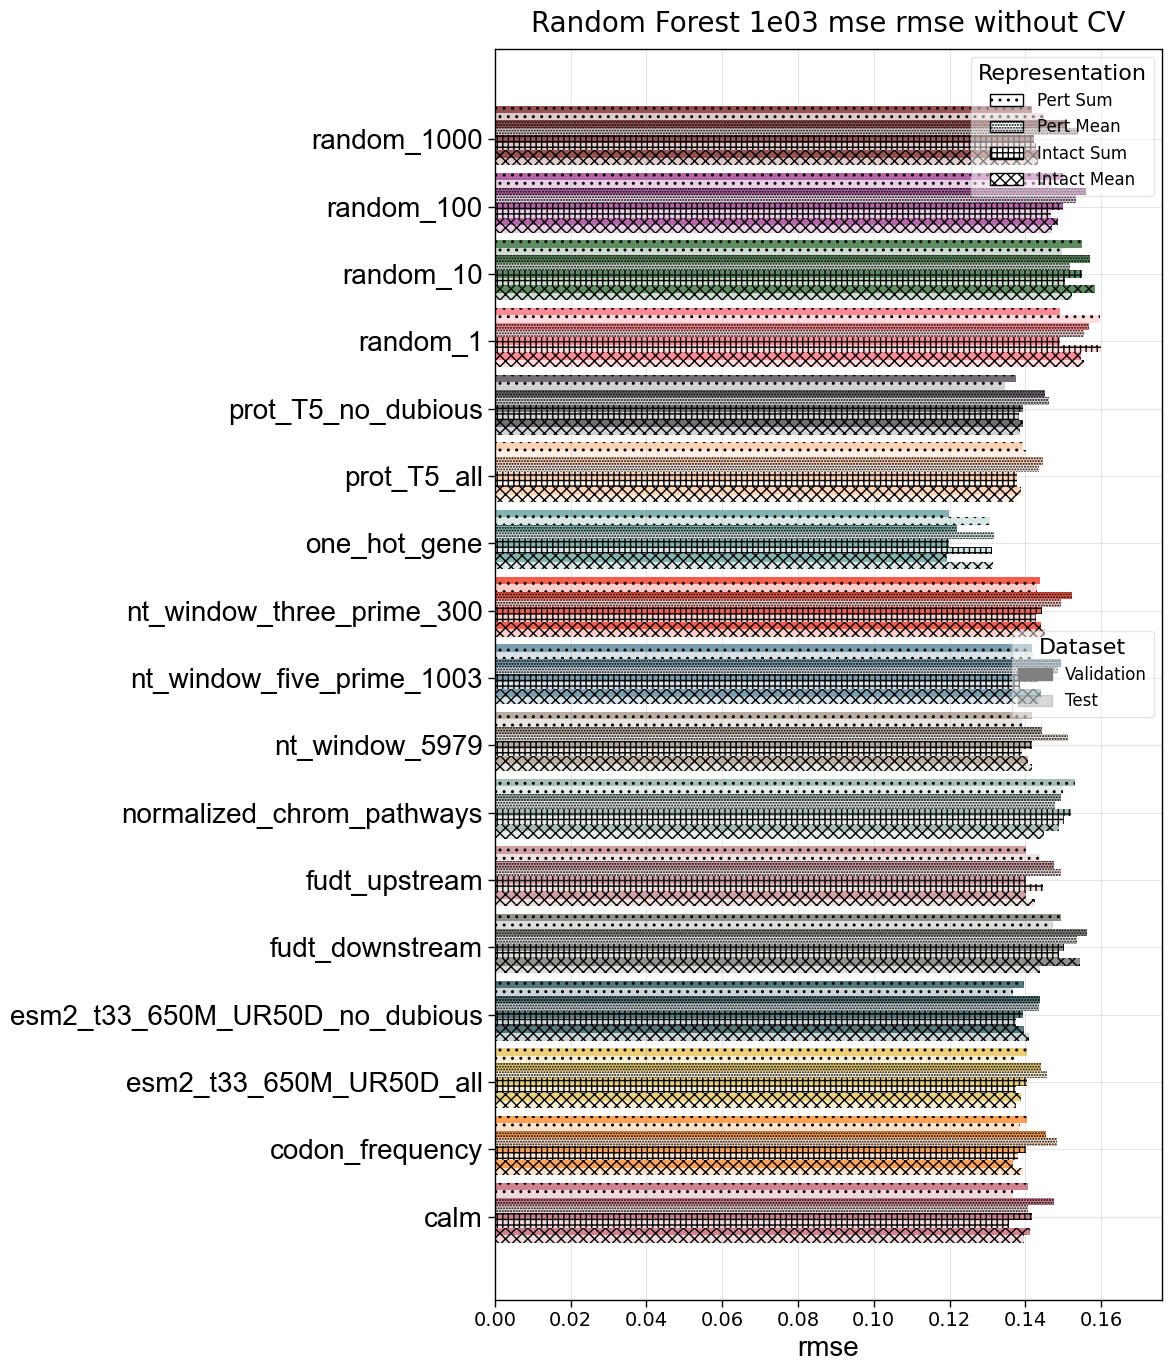 Random Forest 1e03 mse rmse without CV
Representation
Pert Sum
Pert Mean
Intact Sum
Intact Mean
random_1000
random_100
random_10
random_1
prot_T5_no_dubious
prot_T5_all
one_hot_gene
nt_window_three_prime_300
Dataset
Validation
Test
nt_window_five_prime_1003
nt_window_5979
normalized_chrom_pathways
fudt_upstream
fudt_downstream
esm2_t33_650M_UR50D_no_dubious
esm2_t33_650M_UR50D_all
codon_frequency
calm
0.00 0.02 0.04 0.06 0.08 0.10 0.12 0.14 0.16
rmse